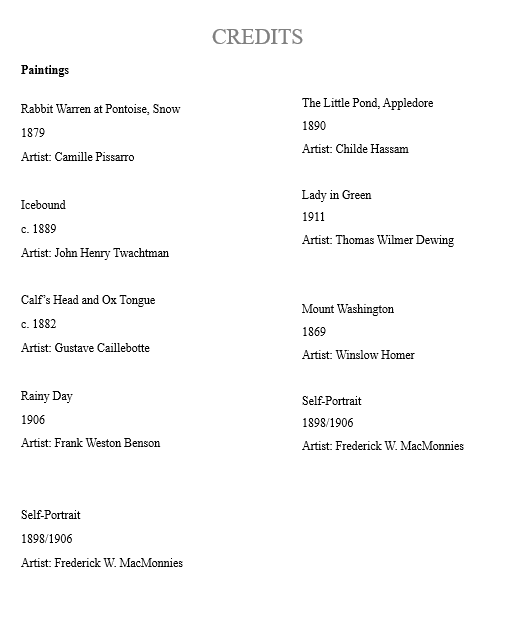 CREDITS
Paintings
Rabbit Warren at Pontoise, Snow
1879
Artist: Camille Pissarro
Icebound
c. 1889
Artist: John Henry Twachtman
Calf’s Head and Ox Tongue
c. 1882
Artist: Gustave Caillebotte
Rainy Day
1906
Artist: Frank Weston Benson
Self-Portrait
1898/1906
Artist: Frederick W. MacMonnies
The Little Pond, Appledore
1890
Artist: Childe Hassam
Lady in Green
1911
Artist: Thomas Wilmer Dewing
Mount Washington
1869
Artist: Winslow Homer
Self-Portrait
1898/1906
Artist: Frederick W. MacMonnies